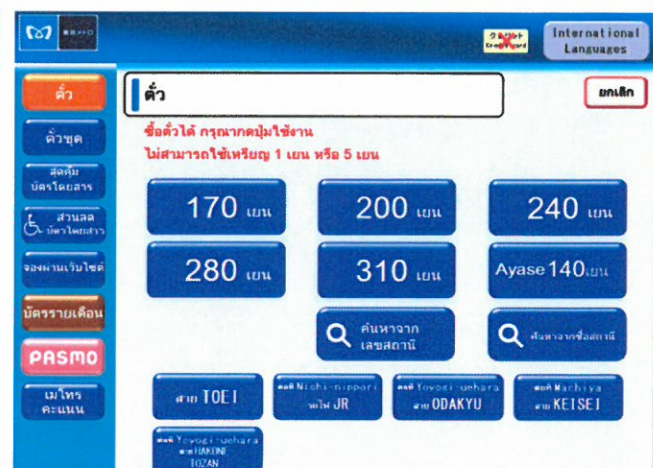 International
Languages
ตั๋ว
ตั๋ว
ยกเลิก
ซื้อตั๋วได้ กรุณากดปุ่มใช้งาน
ไม่สามารถใช้เหรียญ 1 เยน หรือ 5 เยน
ตั๋วชุด
สุดคุ้ม
บัตรโดยสาร
ส่วนลด
บัตรโดยสาร
จองผ่านเว็บไซต์
บัตรรายเดือน
PASMO
เมโทร
คะแนน
170 เยน
200 เยน
240 เยน
280 เยน
310 เยน
Ayase 140 เยน
ค้นหาจาก
เลขสถานี
ค้นหาจากชื่อสถานี
สาย TOEI
Nishi-nippori
รถไฟ JR
Yoyogi-uehara
สาย ODAKYU
Machiya
สาย KEISEI
Yoyogi-uehara
สาย HAKONE
TOZAN